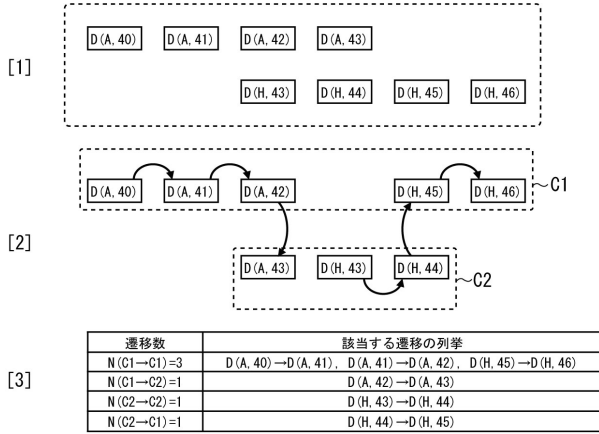 D(A, 40) D(A, 41) D(A, 42) D(A, 43)
[1]
D(H, 43) D(H, 44) D(H, 45) D(H, 46)
D(A, 40) D(A, 41) D(A, 42) D(H, 45) D(H, 46) C1
[2]
D(A, 43) D(H, 43) D(H, 44) C2
遷移数 該当する遷移の列挙
[3]
N(C1→C1)=3 D(A, 40)→D(A, 41), D(A, 41)→D(A, 42), D(H, 45)→D(H, 46)
N(C1→C2)=1 D(A, 42)→D(A, 43)
N(C2→C2)=1 D(H, 43)→D(H, 44)
N(C2→C1)=1 D(H, 44)→D(H, 45)